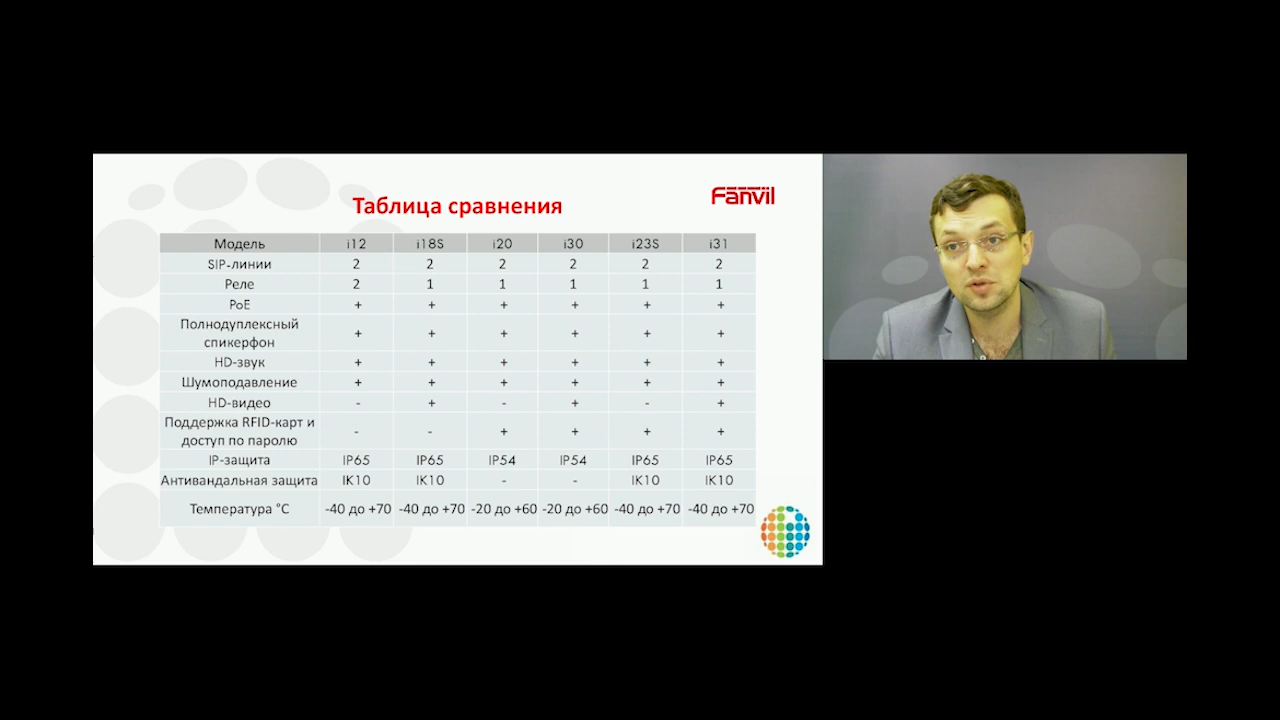 Fanvil
Таблица сравнения
Модель i12 i18S i20 i30 i23S i31
SIP-линии 2 2 2 2 2 2
Реле 2 1 1 1 1 1
PoE + + + + + +
Полнодуплексный
спикерфон + + + + + +
HD-звук + + + + + +
Шумоподавление + + + + + +
HD-видео - + - + - +
Поддержка RFID-карт и
доступ по паролю - - + + + +
IP-защита IP65 IP65 IP54 IP54 IP65 IP65
Антивандальная защита IK10 IK10 - - IK10 IK10
Температура °C -40 до +70 -40 до +70 -20 до +60 -20 до +60 -40 до +70 -40 до +70